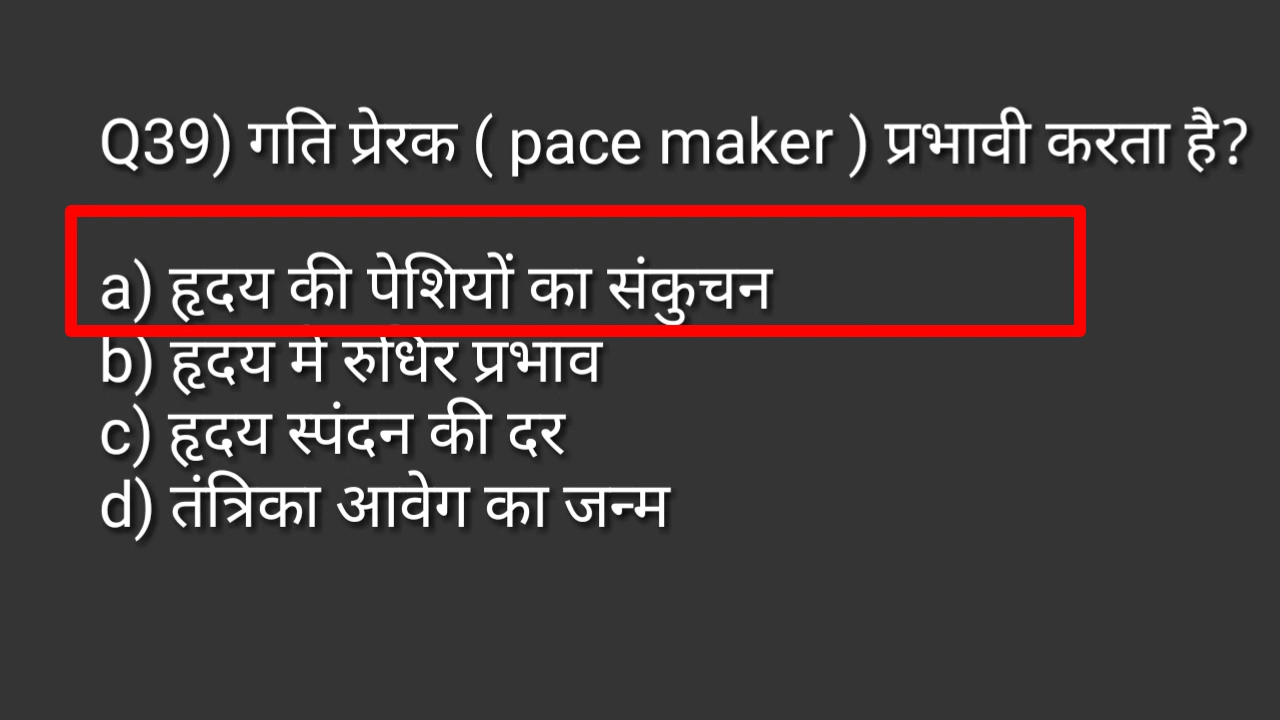 Q39) गति प्रेरक ( pace maker ) प्रभावी करता है?
a) हृदय की पेशियों का संकुचन
b) हृदय में रुधिर प्रभाव
c) हृदय स्पंदन की दर
d) तंत्रिका आवेग का जन्म